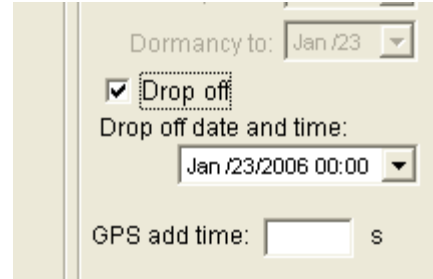 Dormancy to: Jan /23
Drop off
Drop off date and time:
Jan /23/2006 00:00
GPS add time: s